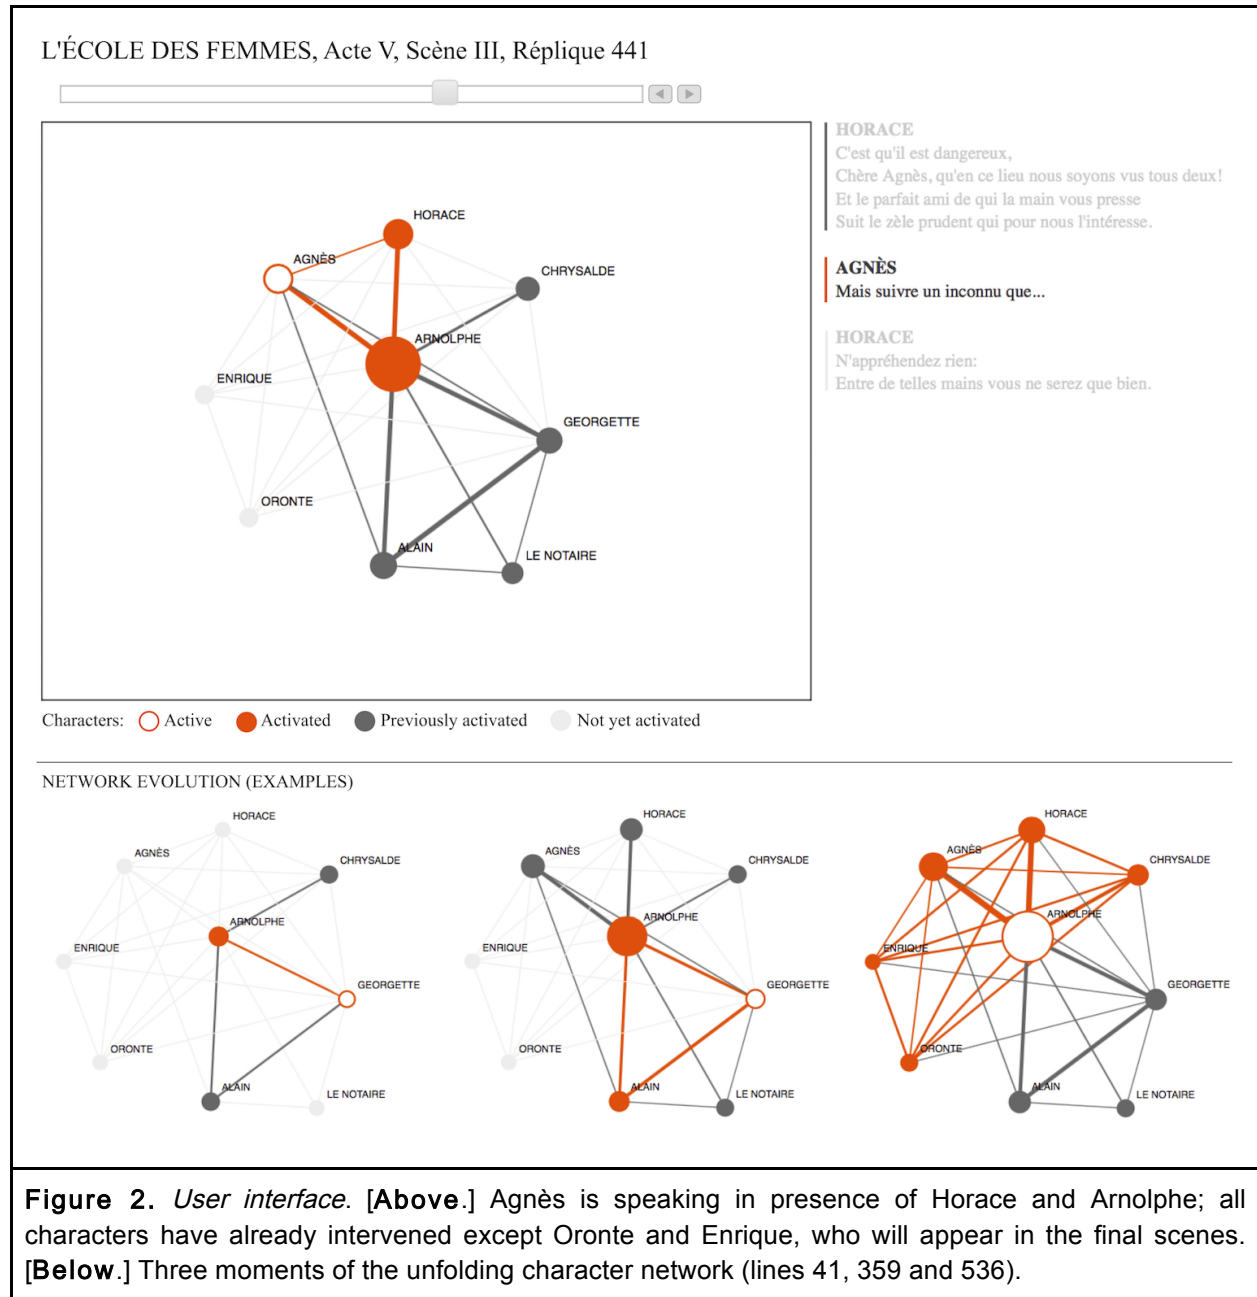 L'ÉCOLE DES FEMMES, Acte V, Scène III, Réplique 441
HORACE
C'est qu'il est dangereux,
Chère Agnès, qu'en ce lieu nous soyons vus tous deux!
Et le parfait ami de qui la main vous presse
Suit le zèle prudent qui pour nous l'intéresse.
AGNÈS
Mais suivre un inconnu que...
HORACE
N'appréhendez rien:
Entre de telles mains vous ne serez que bien.
HORACE
AGNÈS
CHRYSALDE
ARNOLPHE
ENRIQUE
GEORGETTE
ORONTE
ALAIN
LE NOTAIRE
Characters: Active Activated Previously activated Not yet activated
NETWORK EVOLUTION (EXAMPLES)
HORACE
AGNÈS
CHRYSALDE
ARNOLPHE
ENRIQUE
GEORGETTE
ORONTE
ALAIN
LE NOTAIRE
HORACE
AGNÈS
CHRYSALDE
ARNOLPHE
ENRIQUE
GEORGETTE
ORONTE
ALAIN
LE NOTAIRE
HORACE
AGNÈS
CHRYSALDE
ARNOLPHE
ENRIQUE
GEORGETTE
ORONTE
ALAIN
LE NOTAIRE
Figure 2. User interface. [Above.] Agnès is speaking in presence of Horace and Arnolphe; all
characters have already intervened except Oronte and Enrique, who will appear in the final scenes.
[Below.] Three moments of the unfolding character network (lines 41, 359 and 536).